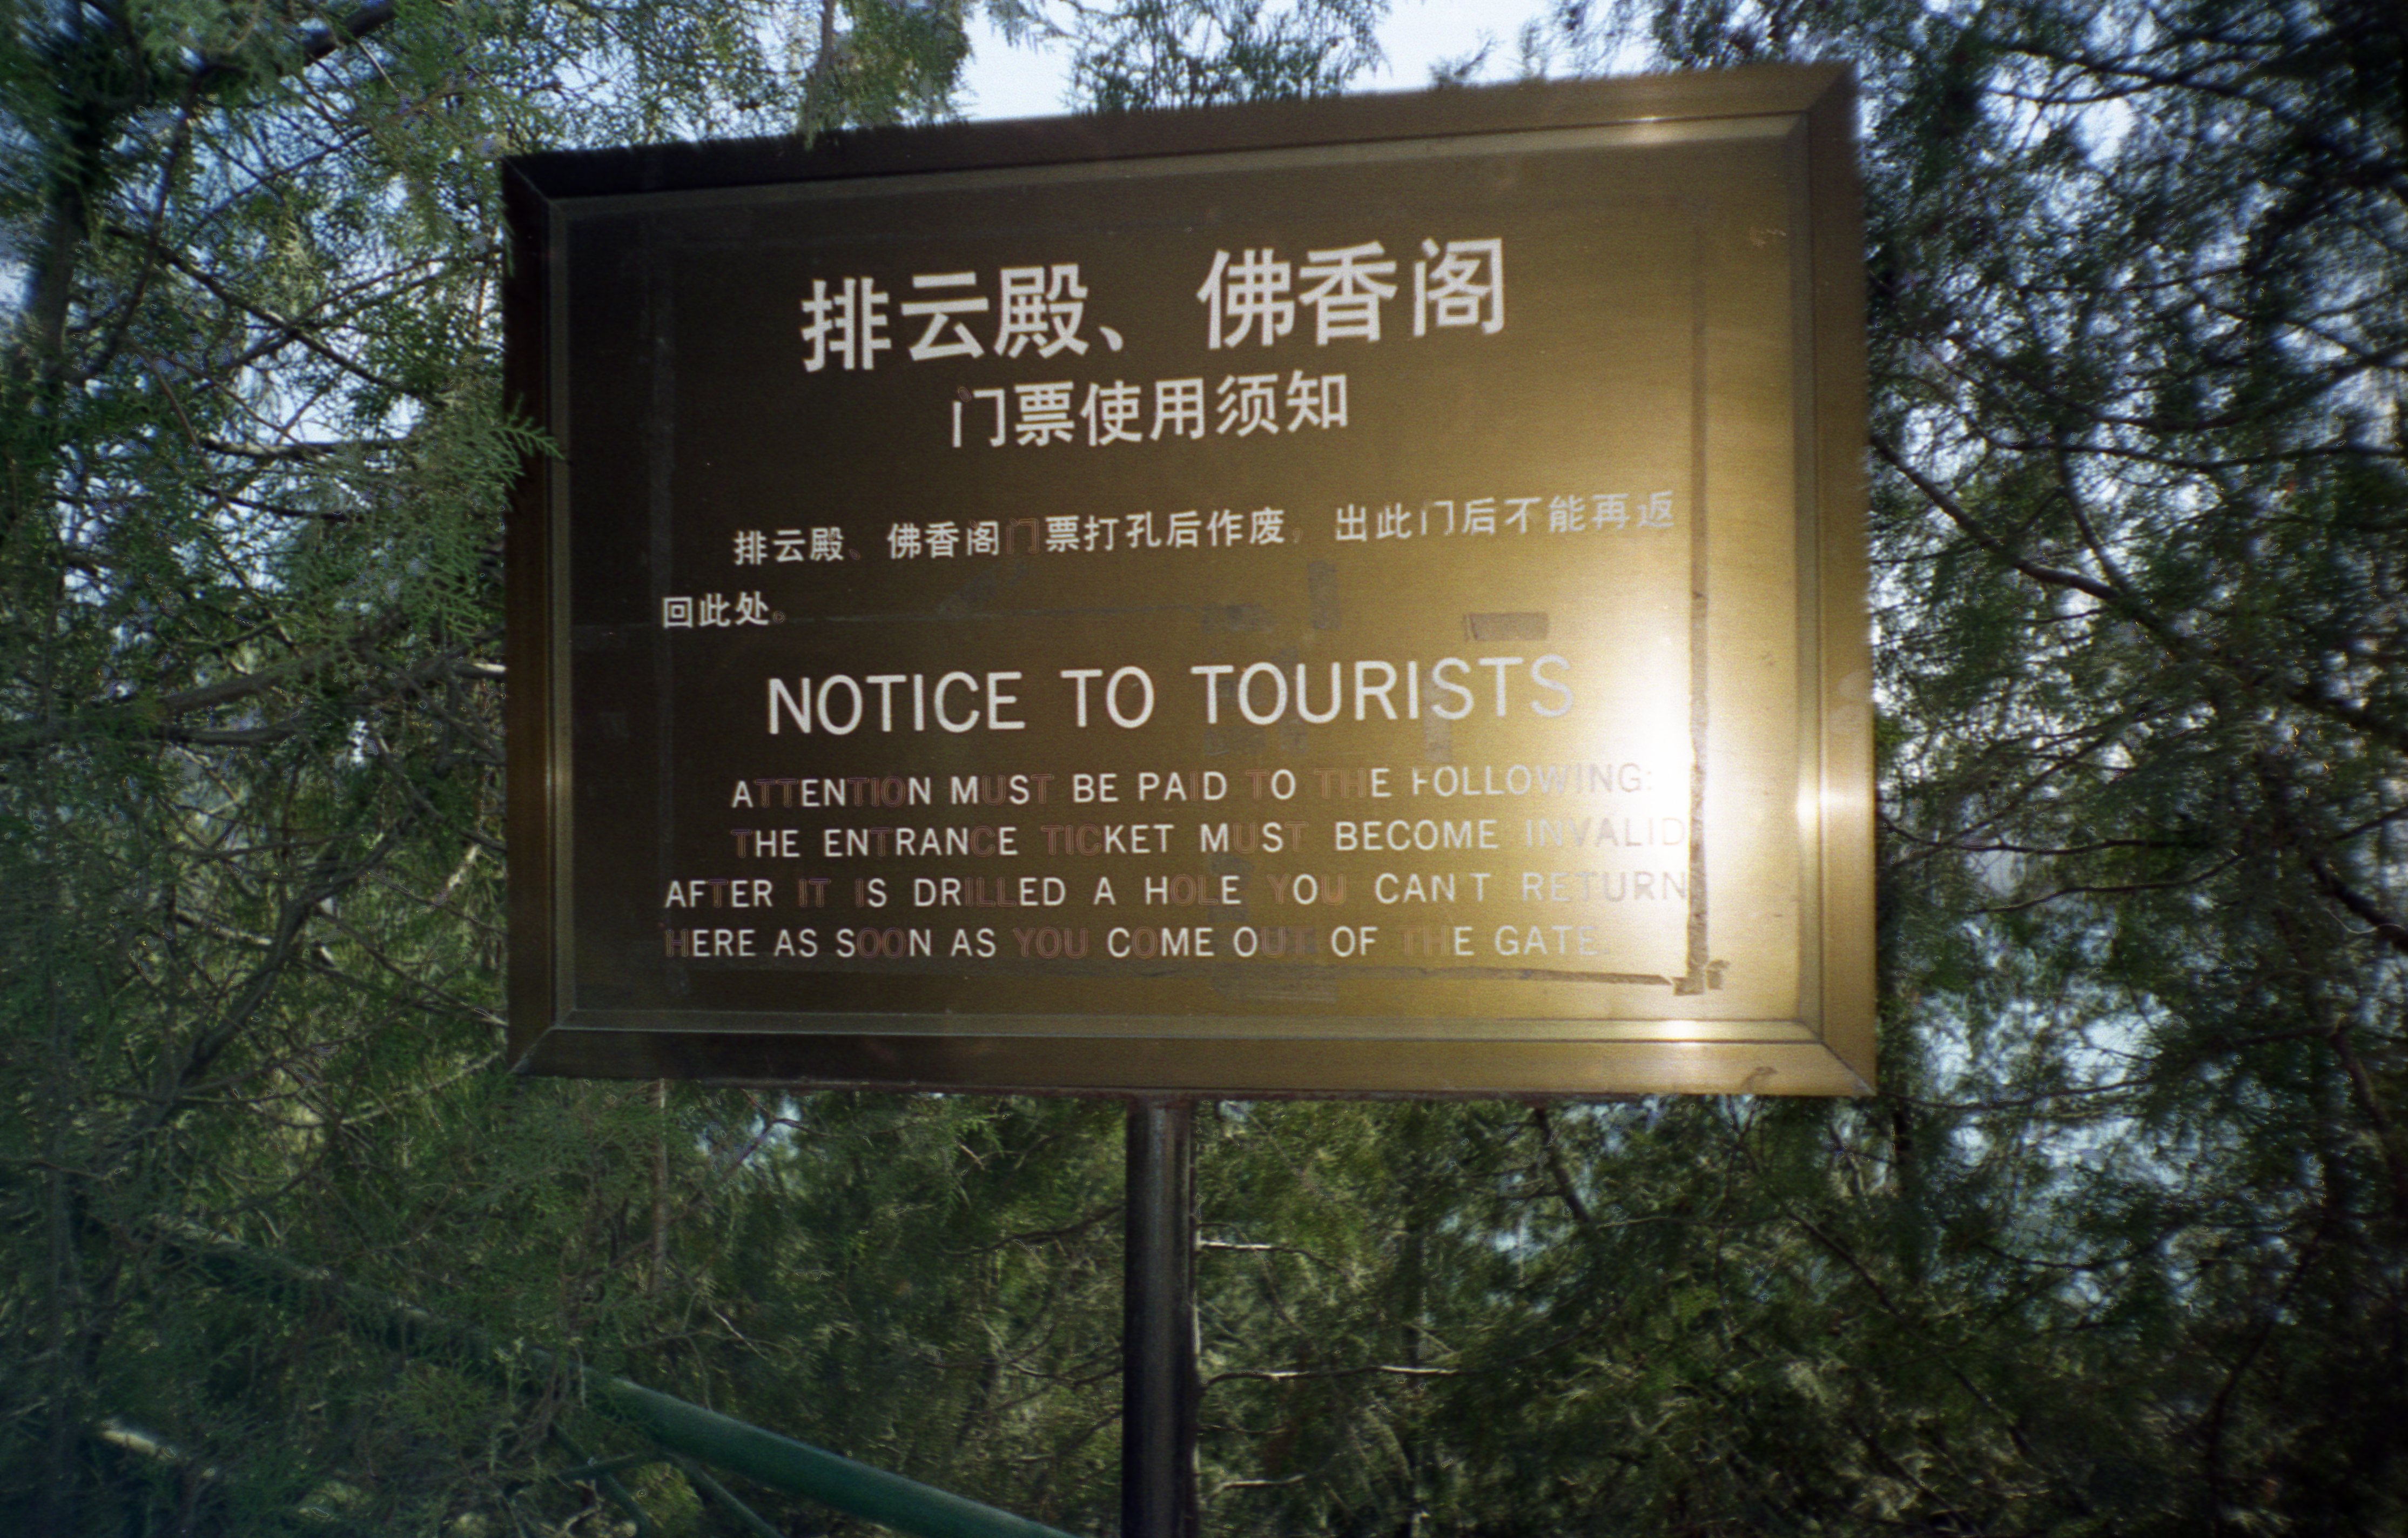 排云殿、佛香阁
门票使用须知
排云殿、佛香阁门票打孔后作废，出此门后不能再返
回此处。
NOTICE TO TOURISTS
ATTENTION MUST BE PAID TO THE FOLLOWING:
THE ENTRANCE TICKET MUST BECOME INVALID
AFTER IT IS DRILLED A HOLE YOU CAN T RETURN
HERE AS SOON AS YOU COME OUT OF THE GATE.